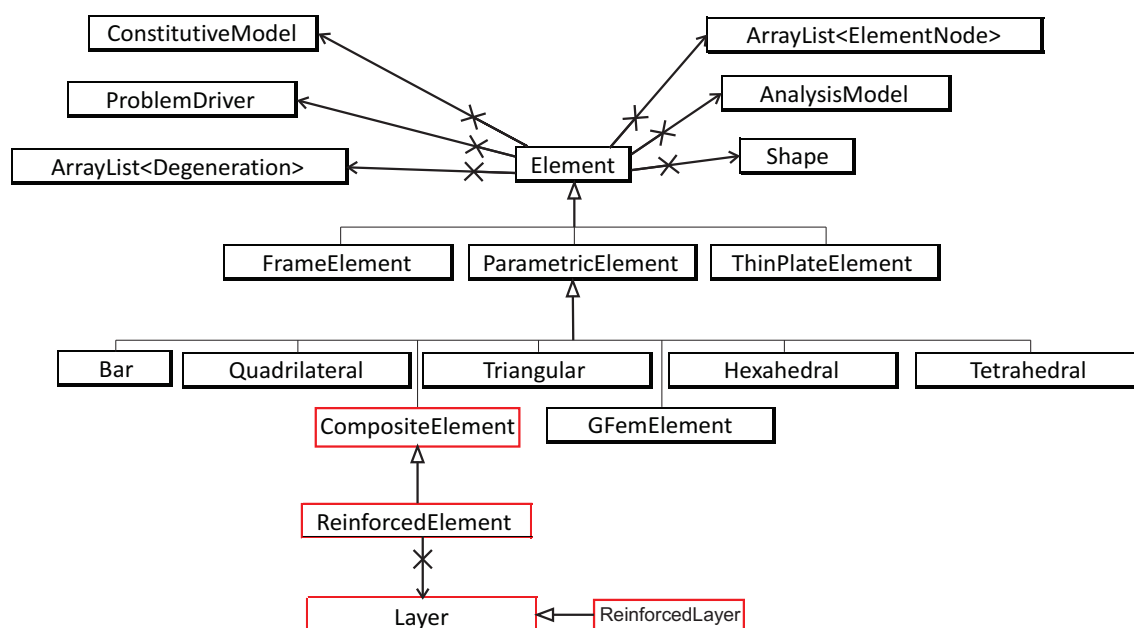 ConstitutiveModel
ArrayList<ElementNode>
ProblemDriver
AnalysisModel
ArrayList<Degeneration>
Element
Shape
FrameElement
ParametricElement
ThinPlateElement
Bar
Quadrilateral
Triangular
Hexahedral
Tetrahedral
CompositeElement
GFemElement
ReinforcedElement
Layer
ReinforcedLayer